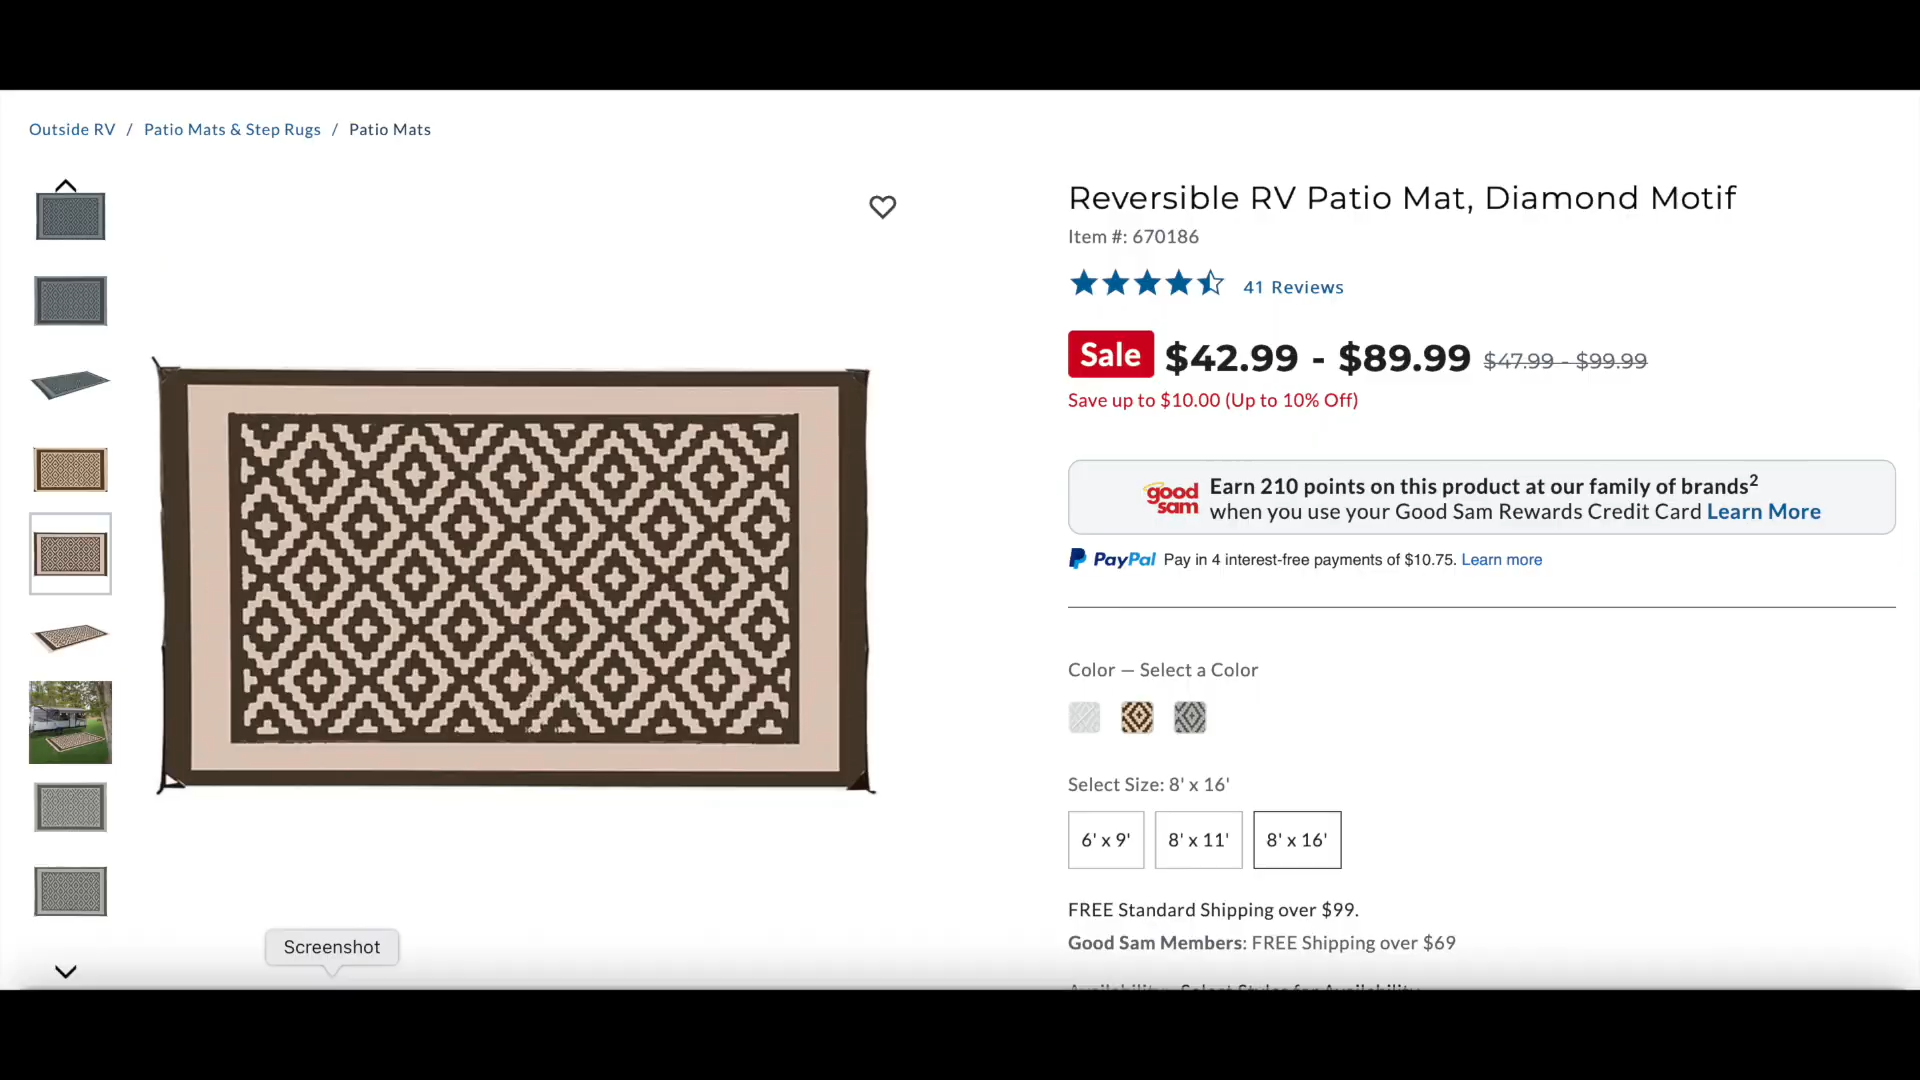 Outside RV / Patio Mats & Step Rugs / Patio Mats
Reversible RV Patio Mat, Diamond Motif
Item #: 670186
41 Reviews
Sale $42.99 - $89.99 $47.99 - $99.99
Save up to $10.00 (Up to 10% Off)
good sam
Earn 210 points on this product at our family of brands2
when you use your Good Sam Rewards Credit Card Learn More
PayPal Pay in 4 interest-free payments of $10.75. Learn more
Color — Select a Color
Select Size: 8' x 16'
6' x 9' 8' x 11' 8' x 16'
FREE Standard Shipping over $99.
Good Sam Members: FREE Shipping over $69
Screenshot